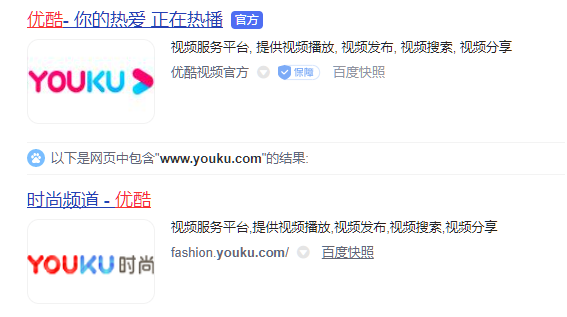 优酷- 你的热爱 正在热播 官方
YOUKU
视频服务平台, 提供视频播放, 视频发布, 视频搜索, 视频分享
优酷视频官方 保障 百度快照
以下是网页中包含"www.youku.com"的结果:
时尚频道 - 优酷
YOUKU时尚
视频服务平台,提供视频播放,视频发布,视频搜索,视频分享
fashion.youku.com/ 百度快照